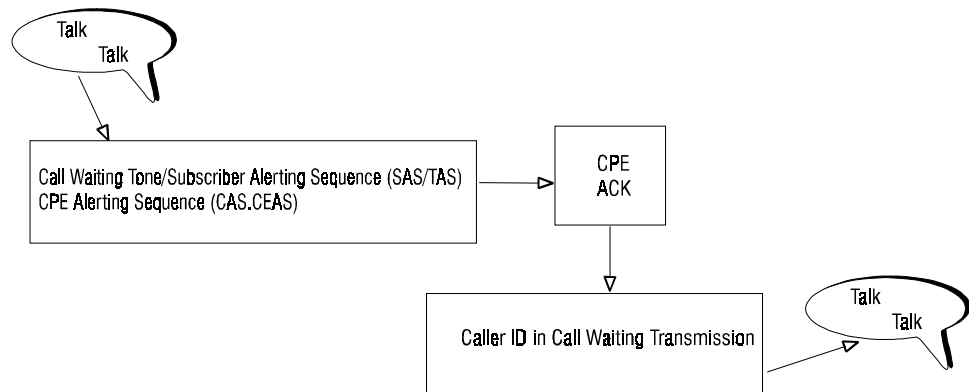 Talk
Talk
Call Waiting Tone/Subscriber Alerting Sequence (SAS/TAS)
CPE Alerting Sequence (CAS.CEAS)
CPE
ACK
Caller ID in Call Waiting Transmission
Talk
Talk